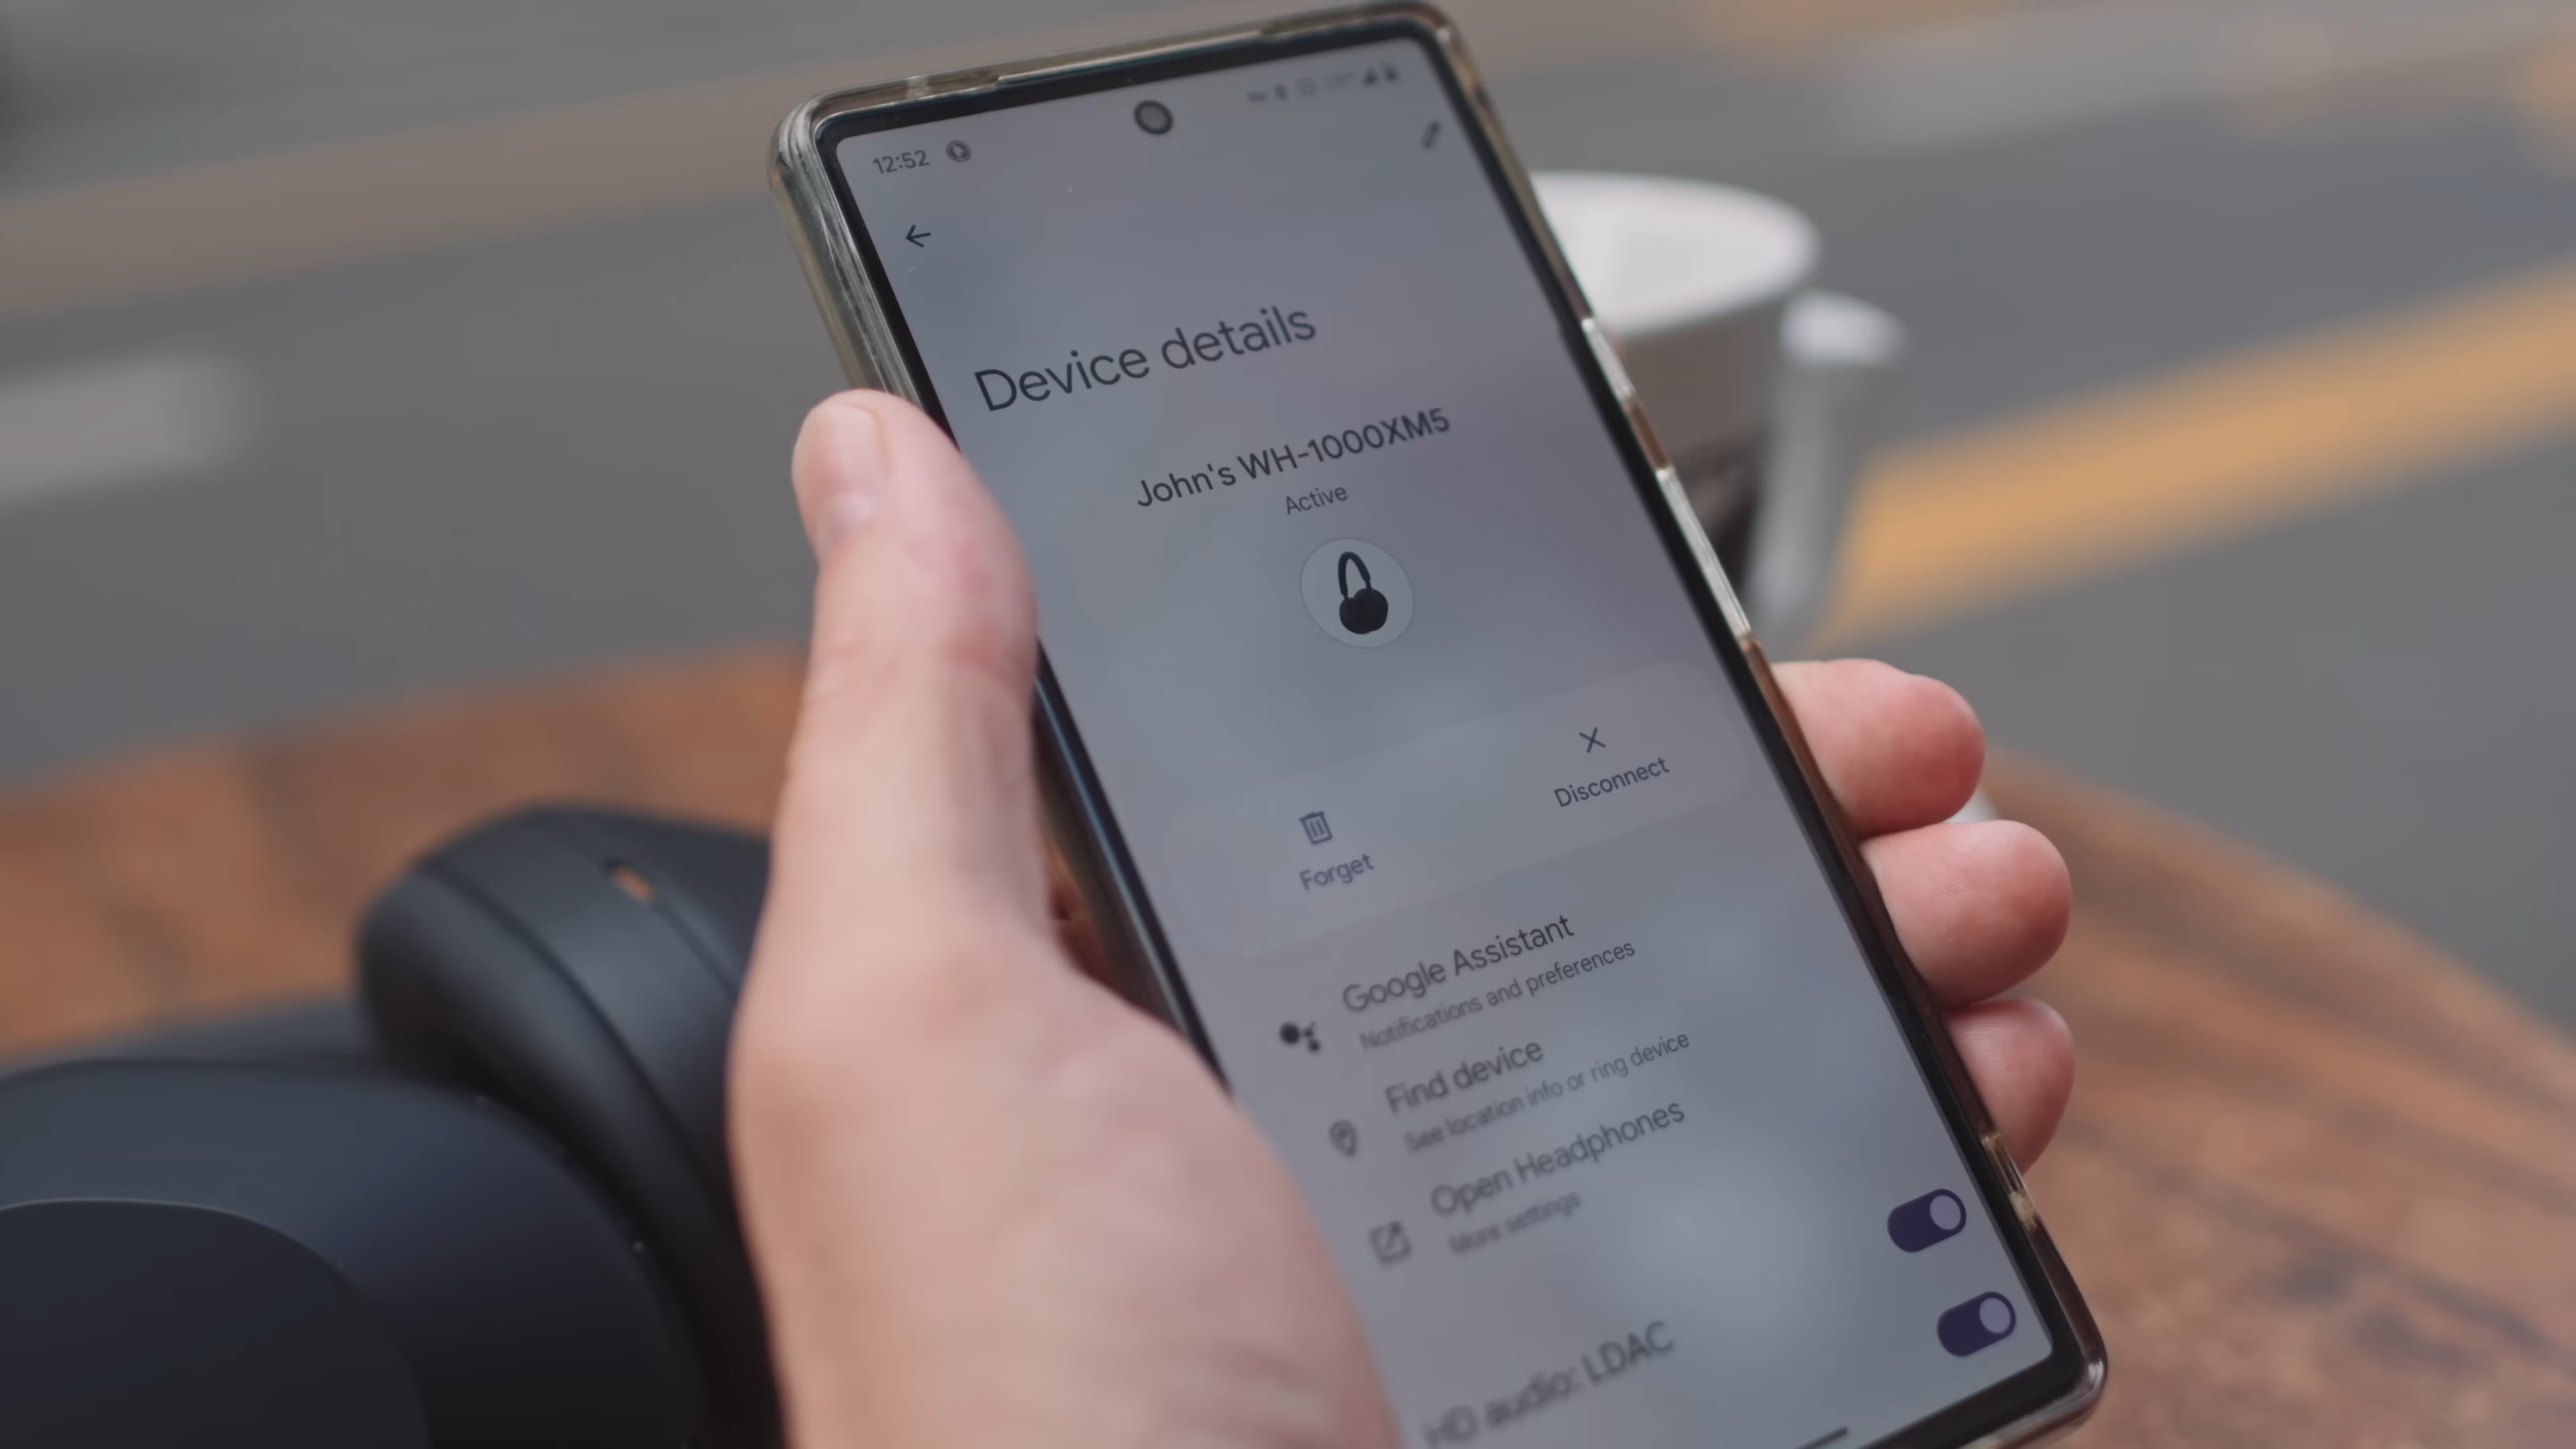 12:52
Device details
John's WH-1000XM5
Active
Forget
Disconnect
Google Assistant
Notifications and preferences
Find device
See location info or ring device
Open Headphones
More settings
HD audio: LDAC